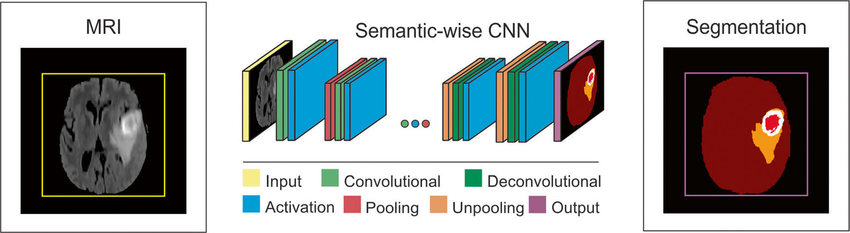 MRI
Semantic-wise CNN
Segmentation
Input
Convolutional
Deconvolutional
Activation
Pooling
Unpooling
Output